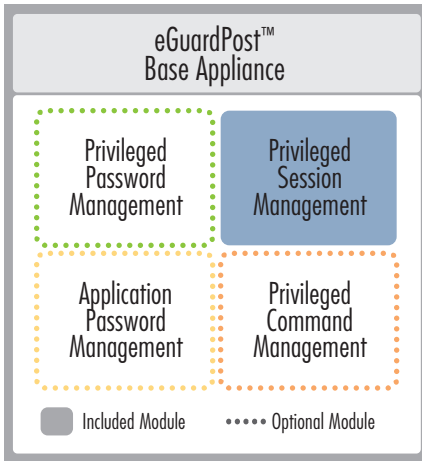 eGuardPost™
Base Appliance
Privileged
Password
Management
Privileged
Session
Management
Application
Password
Management
Privileged
Command
Management
Included Module
Optional Module